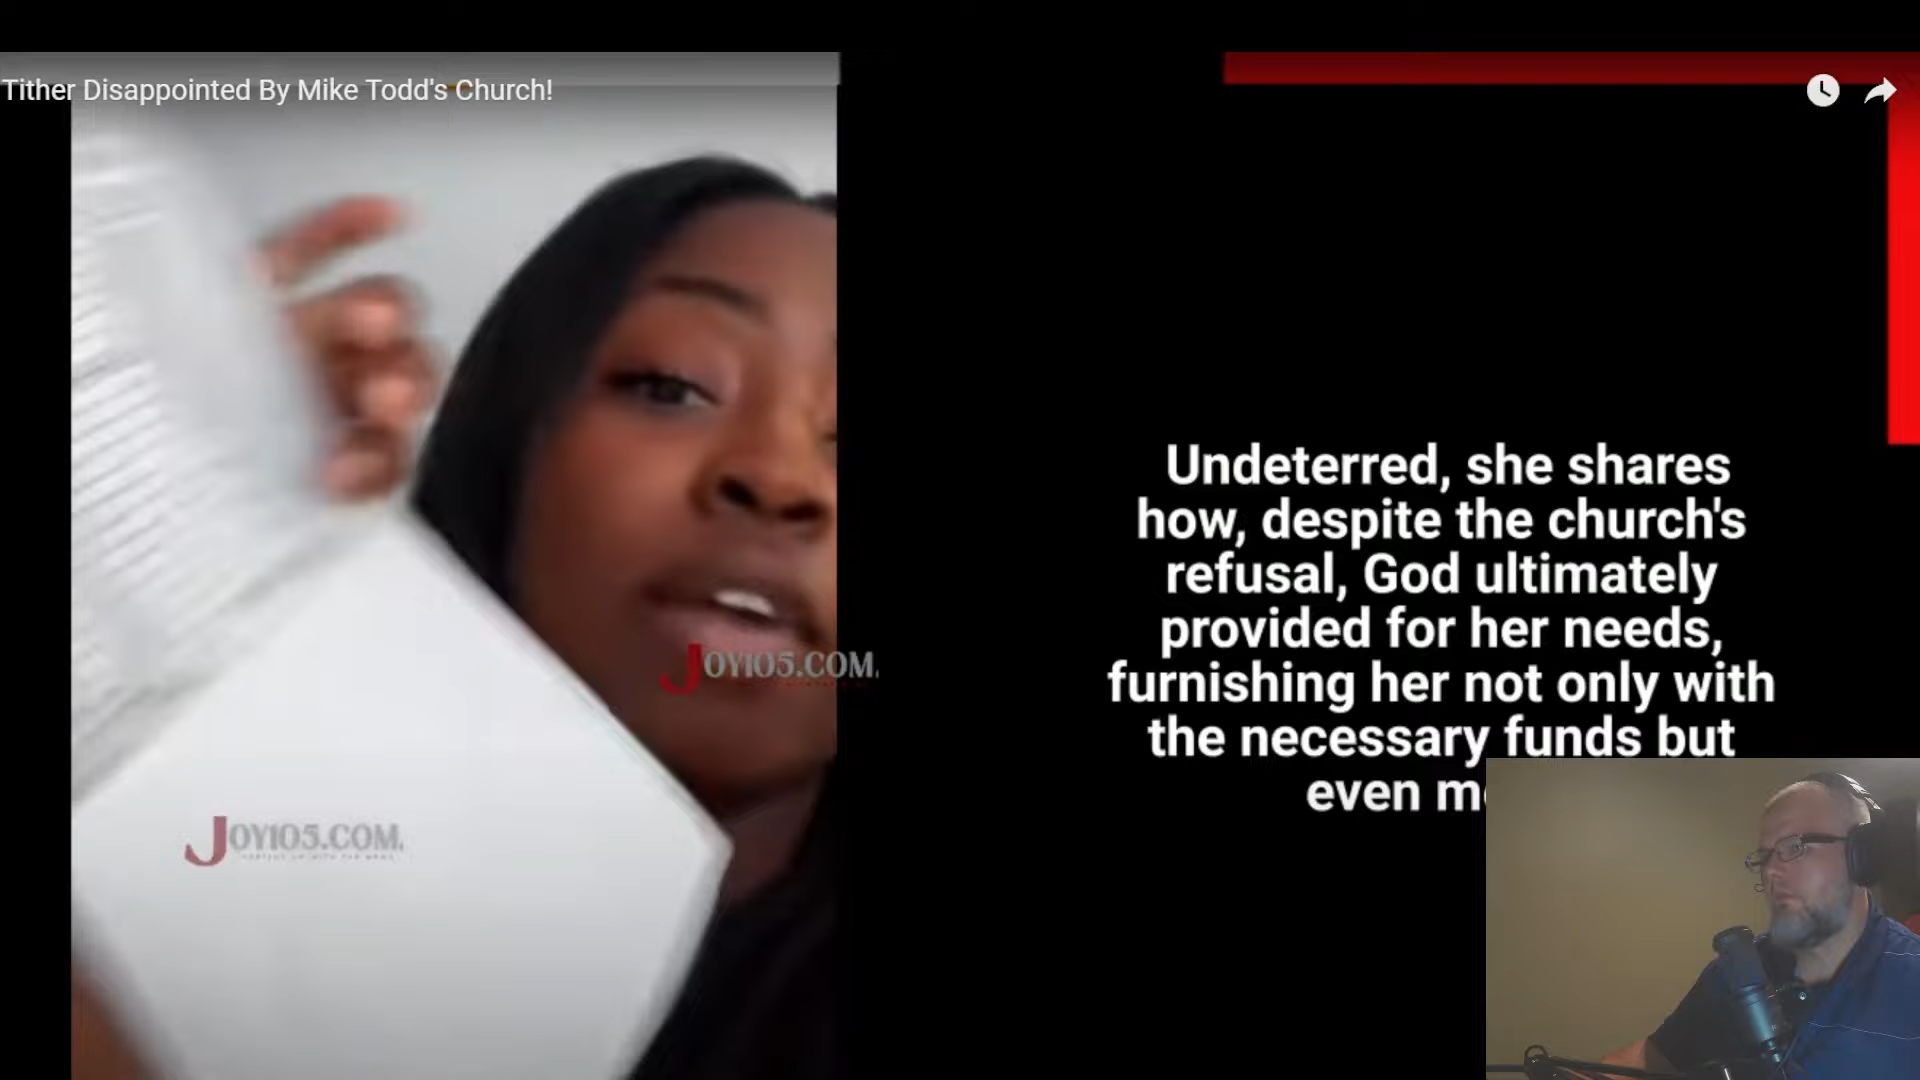 Tither Disappointed By Mike Todd's Church!
Undeterred, she shares
how, despite the church's
refusal, God ultimately
provided for her needs,
furnishing her not only with
the necessary funds but
even
JOY105.COM.
JOY105.COM.